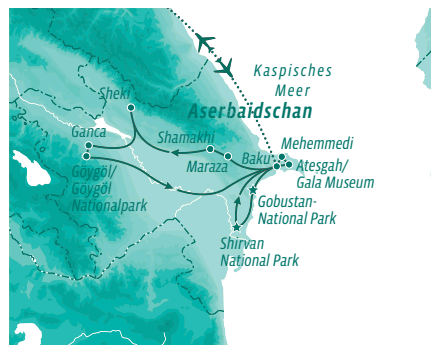 Kaspisches
Meer
Sheki
Aserbaidschan
Ganca
Shamakhi
Mehemmedi
Maraza
Baku
Ateşgah/
Gala Museum
Göygöl/
Göygöl
Nationalpark
Gobustan-
National Park
Shirvan
National Park